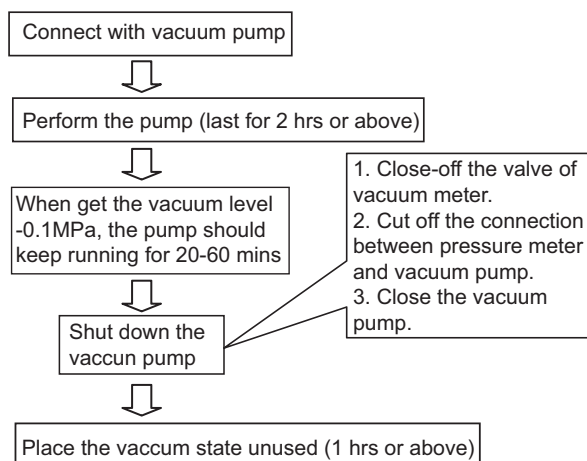 Connect with vacuum pump
Perform the pump (last for 2 hrs or above)
When get the vacuum level
-0.1MPa, the pump should
keep running for 20-60 mins
Shut down the
vaccun pump
1. Close-off the valve of
vacuum meter.
2. Cut off the connection
between pressure meter
and vacuum pump.
3. Close the vacuum
pump.
Place the vaccum state unused (1 hrs or above)